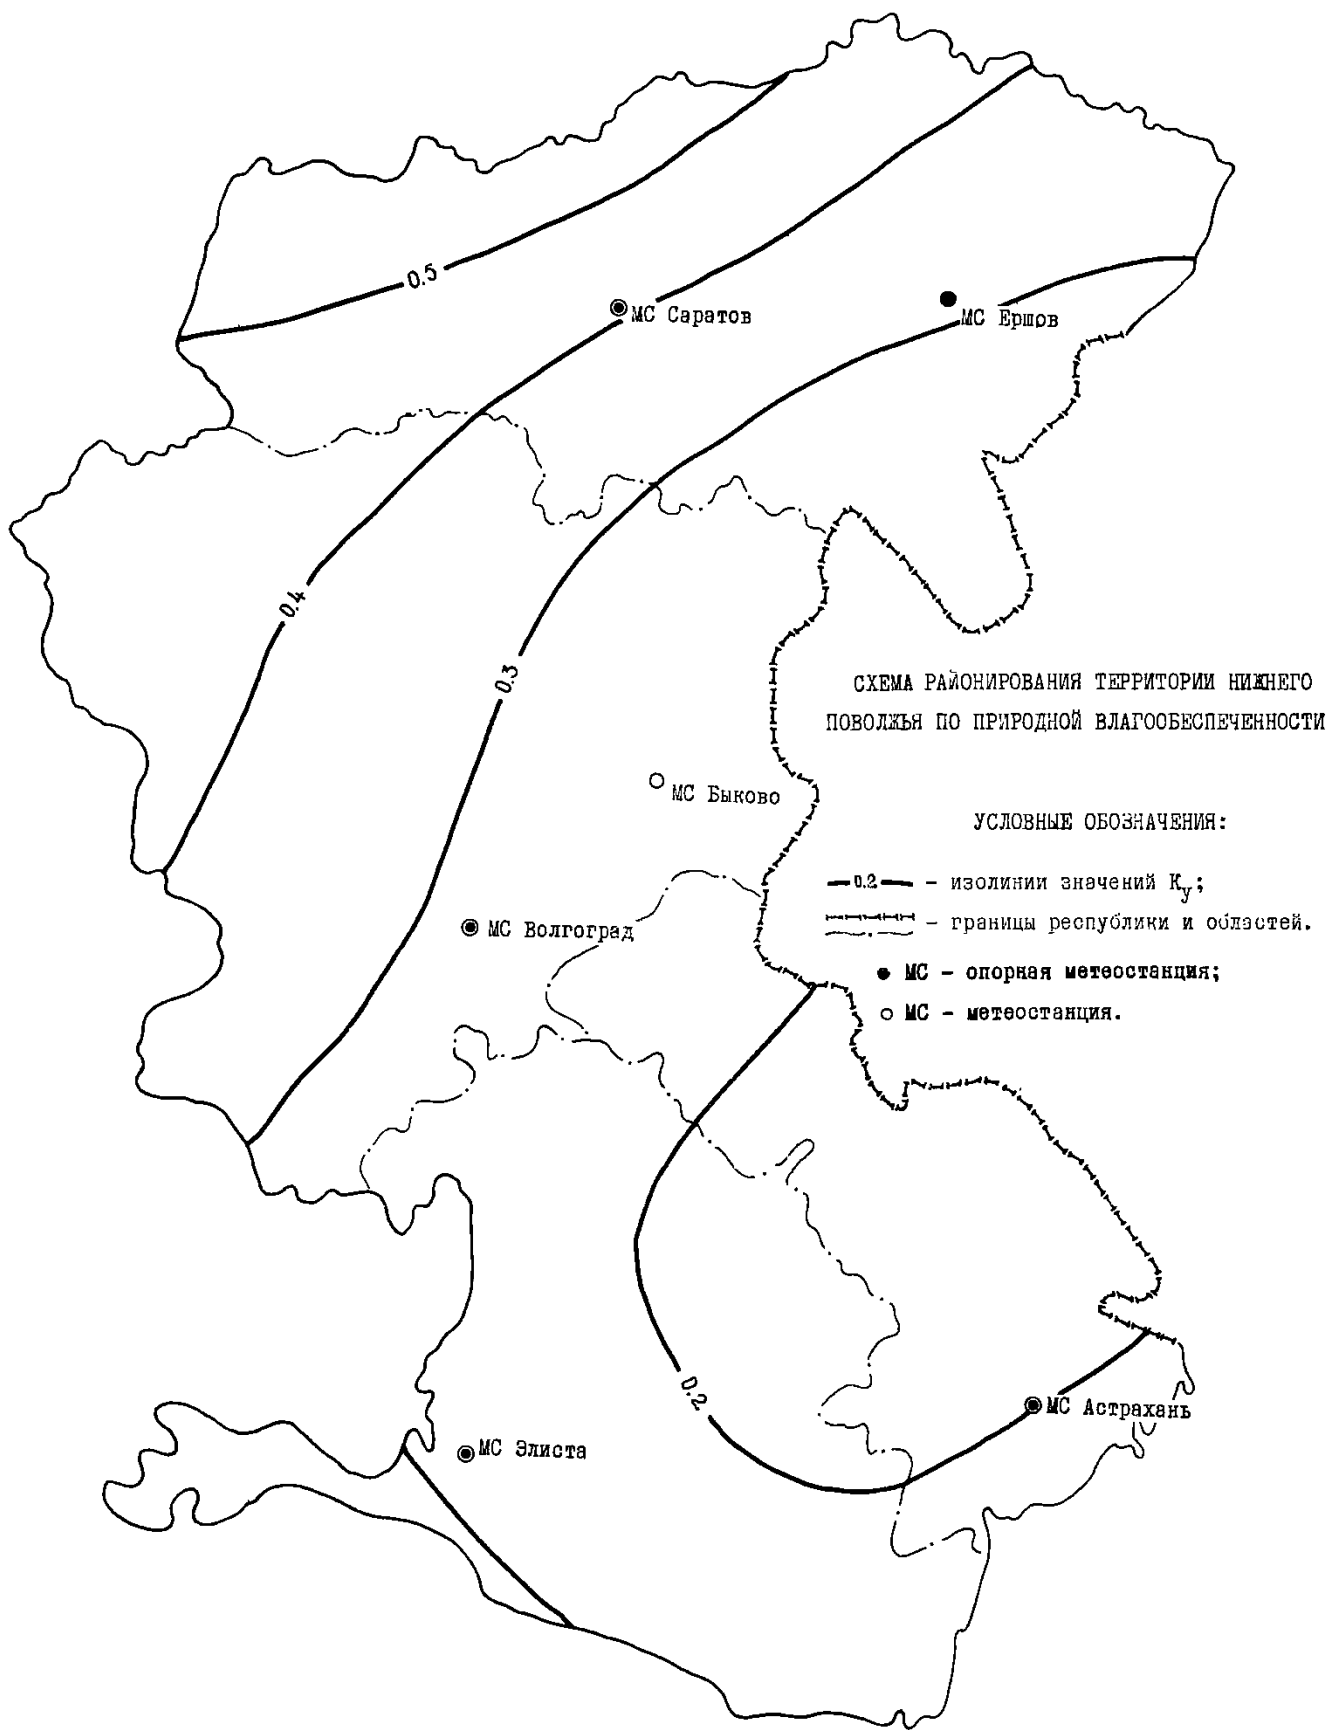 0.5
МС Саратов
МС Ершов
0.4
0.3
СХЕМА РАЙОНИРОВАНИЯ ТЕРРИТОРИИ НИЖНЕГО
ПОВОЛЖЬЯ ПО ПРИРОДНОЙ ВЛАГООБЕСПЕЧЕННОСТИ
МС Быково
УСЛОВНЫЕ ОБОЗНАЧЕНИЯ:
0.2 – изолинии значений Ку;
– границы республики и областей.
МС Волгоград
МС – опорная метеостанция;
МС – метеостанция.
0.2
МС Астрахань
МС Элиста